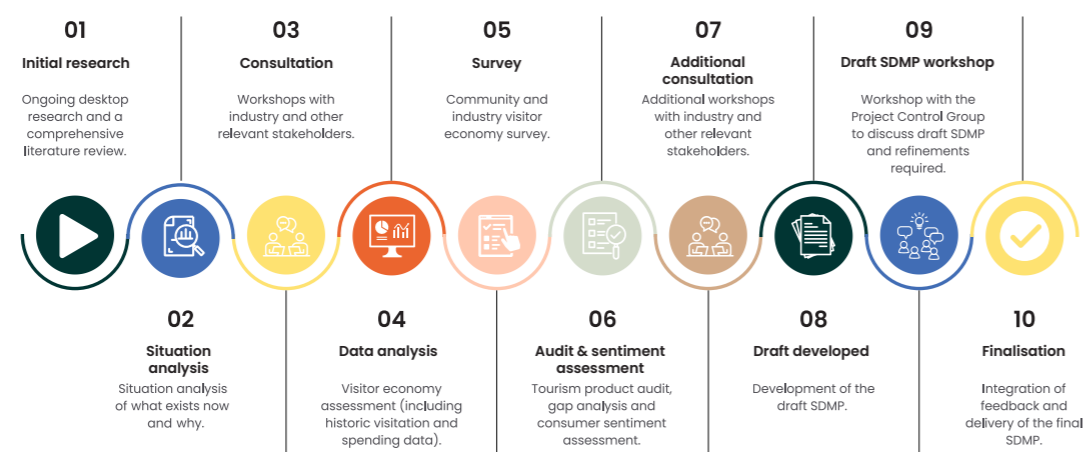 01
Initial research
Ongoing desktop
research and a
comprehensive
literature review.
03
Consultation
Workshops with
industry and other
relevant stakeholders.
05
Survey
Community and
industry visitor
economy survey.
07
Additional
consultation
Additional workshops
with industry and
other relevant
stakeholders.
09
Draft SDMP workshop
Workshop with the
Project Control Group
to discuss draft SDMP
and refinements
required.
02
Situation
analysis
Situation analysis
of what exists now
and why.
04
Data analysis
Visitor economy
assessment (including
historic visitation and
spending data).
06
Audit & sentiment
assessment
Tourism product audit,
gap analysis and
consumer sentiment
assessment.
08
Draft developed
Development of the
draft SDMP.
10
Finalisation
Integration of
feedback and
delivery of the final
SDMP.